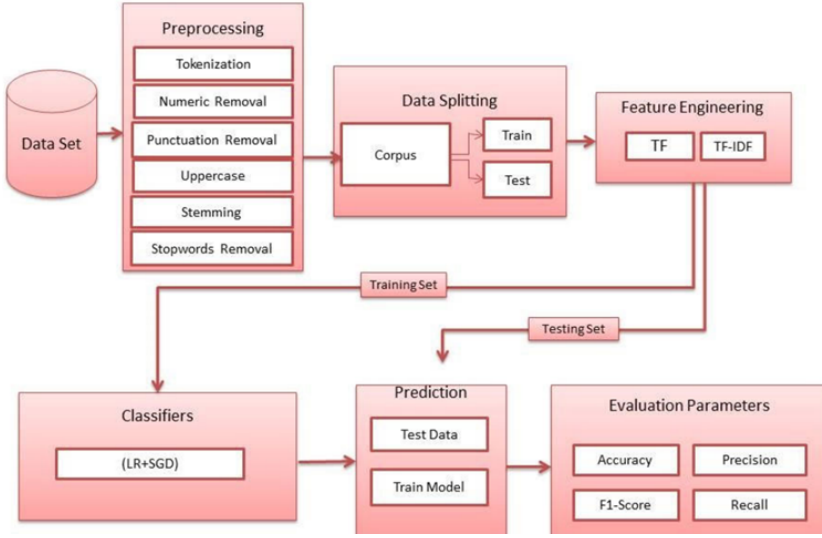 Data Set
Preprocessing
Tokenization
Numeric Removal
Punctuation Removal
Uppercase
Stemming
Stopwords Removal
Data Splitting
Corpus
Train
Test
Feature Engineering
TF
TF-IDF
Training Set
Testing Set
Classifiers
(LR+SGD)
Prediction
Test Data
Train Model
Evaluation Parameters
Accuracy
Precision
F1-Score
Recall